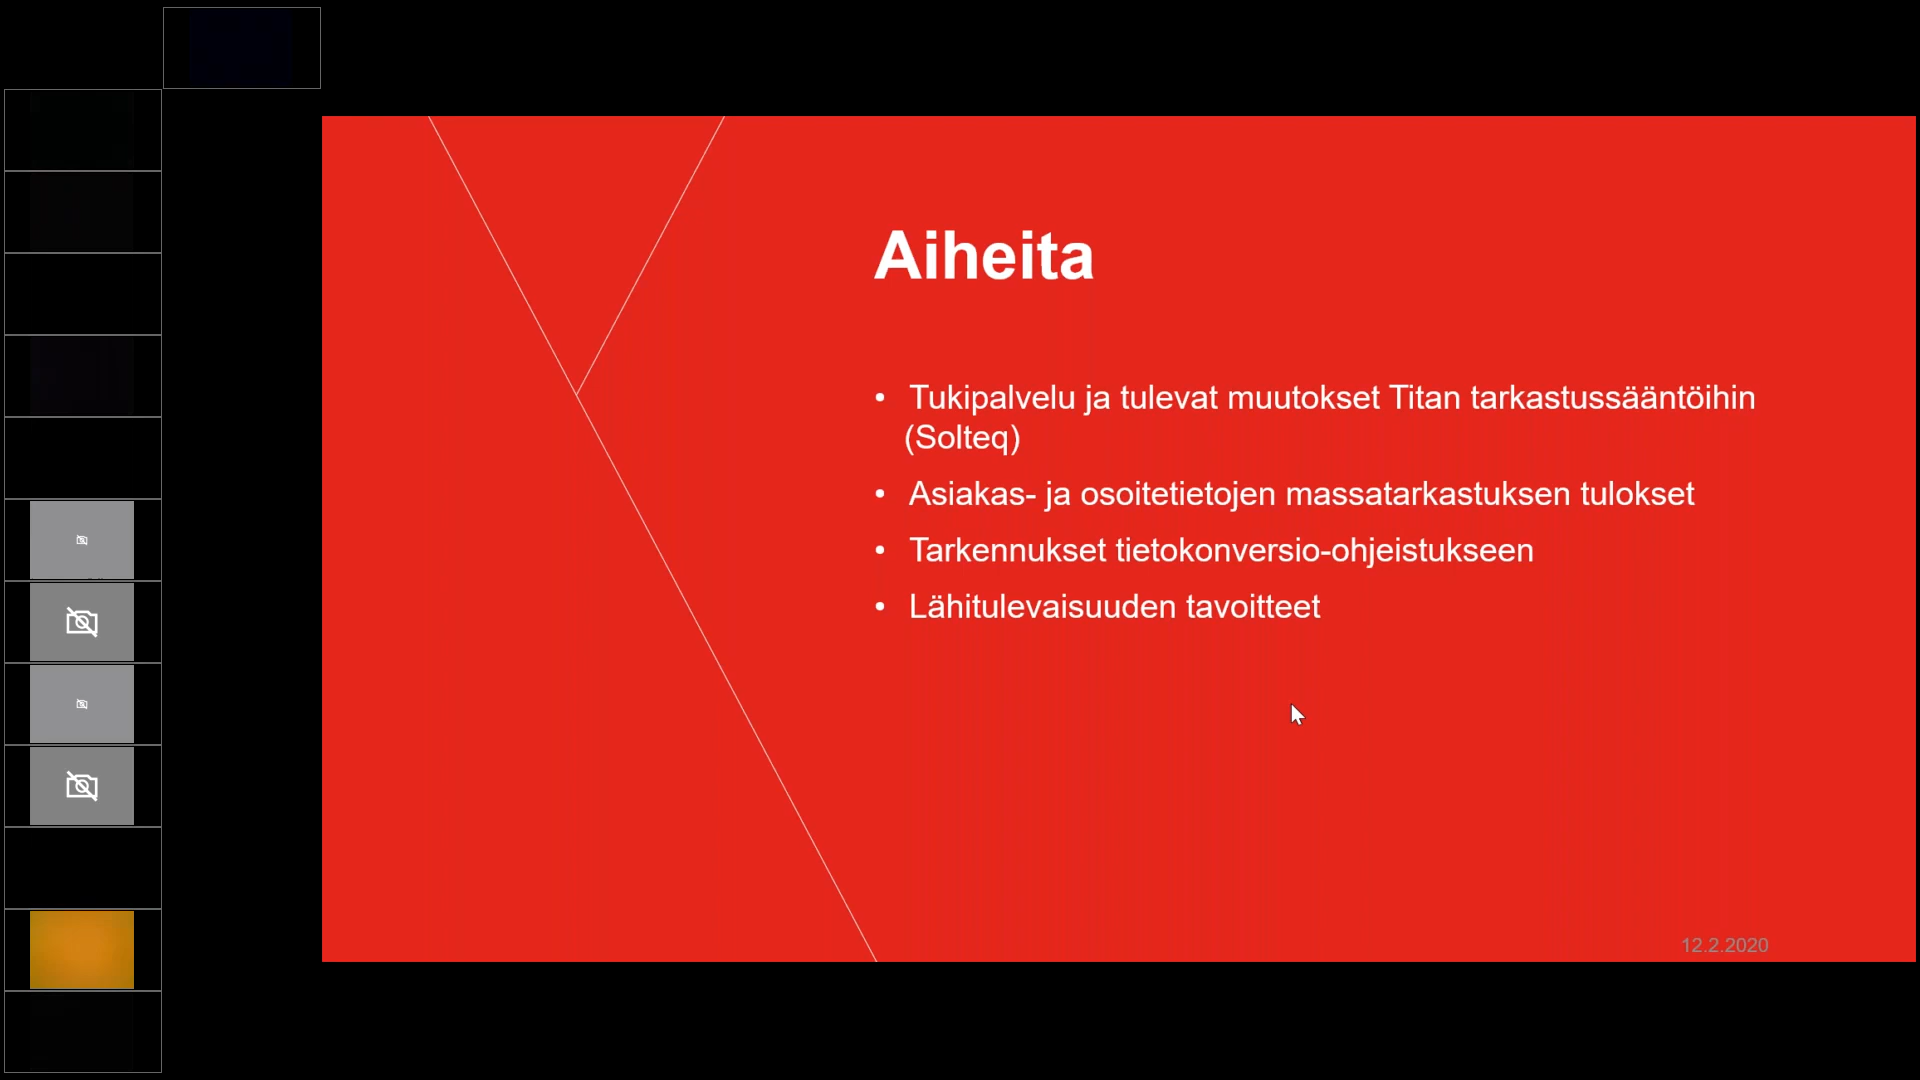 Aiheita
• Tukipalvelu ja tulevat muutokset Titan tarkastussääntöihin
(Solteq)
• Asiakas- ja osoitetietojen massatarkastuksen tulokset
• Tarkennukset tietokonversio-ohjeistukseen
• Lähitulevaisuuden tavoitteet
12.2.2020